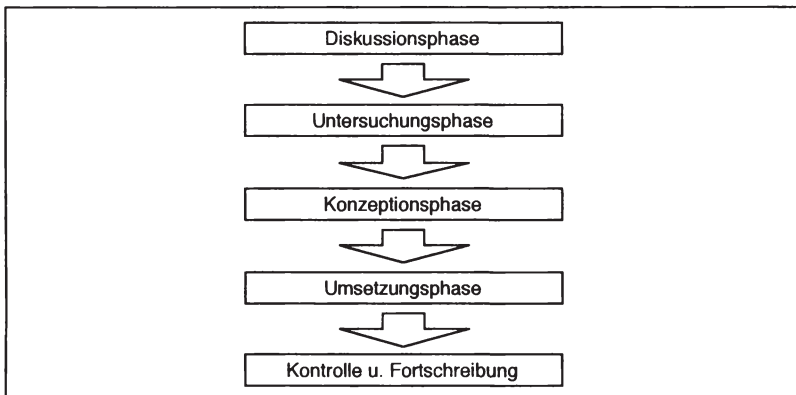 Diskussionsphase
Untersuchungsphase
Konzeptionsphase
Umsetzungsphase
Kontrolle u. Fortschreibung